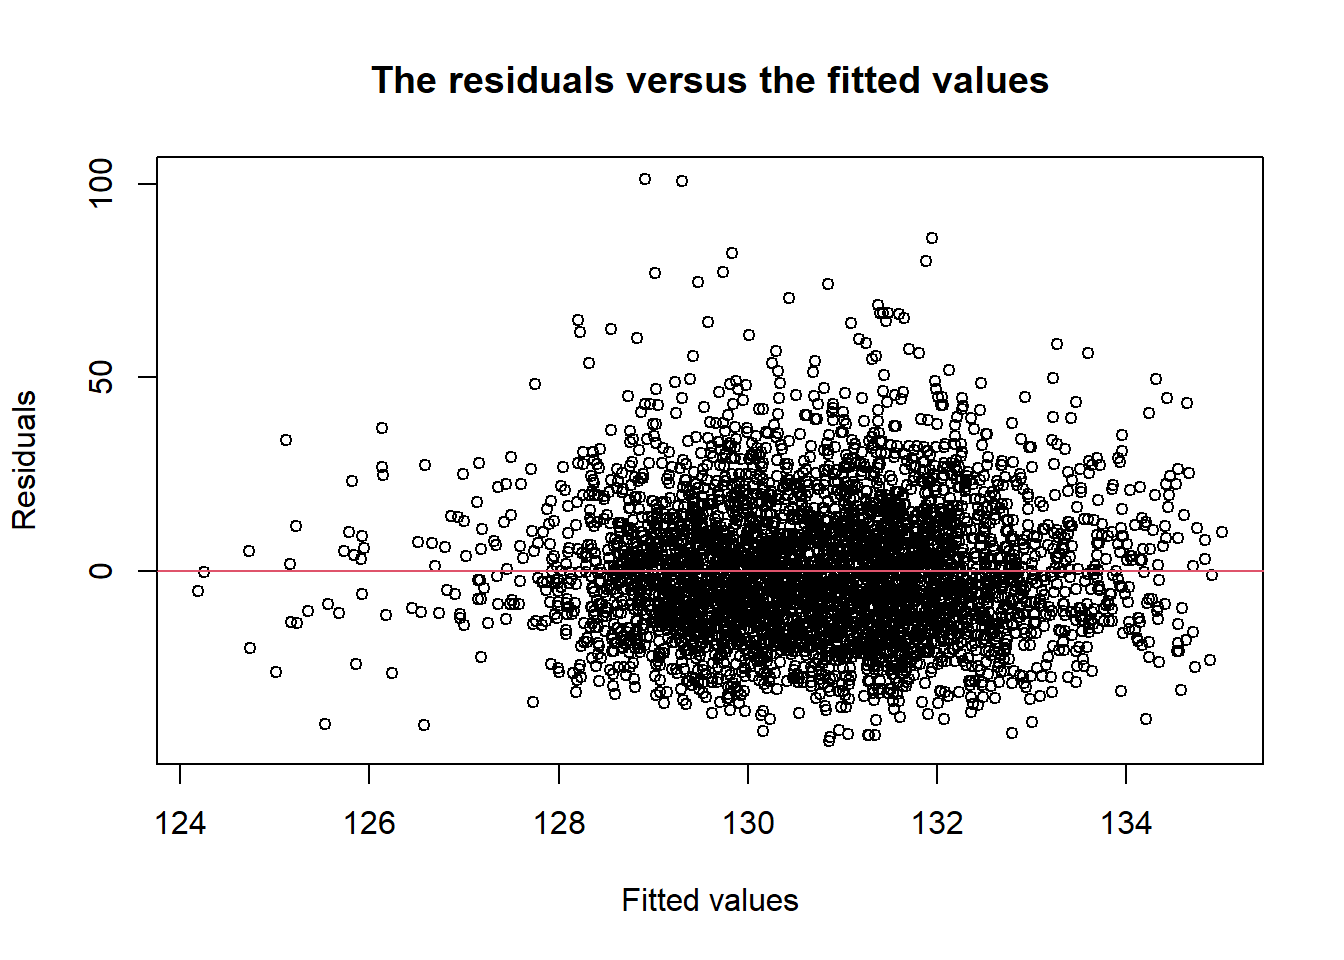 The residuals versus the fitted values
100
50
0
Residuals
124 126 128 130 132 134
Fitted values